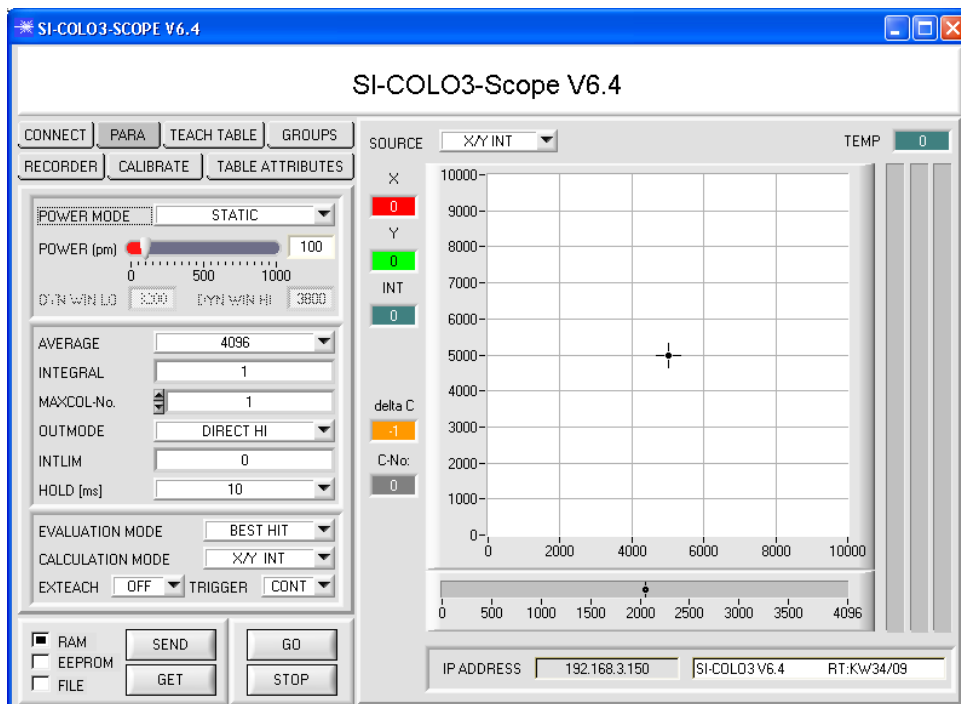 SI-COLO3-SCOPE V6.4
SI-COLO3-Scope V6.4
CONNECT PARA TEACH TABLE GROUPS
RECORDER CALIBRATE TABLE ATTRIBUTES
POWER MODE STATIC
POWER (pm) 100
0 500 1000
DYN WIN LO 3200 DYN WIN HI 3800
AVERAGE 4096
INTEGRAL 1
MAXCOL-No. 1
OUTMODE DIRECT HI
INTLIM 0
HOLD [ms] 10
EVALUATION MODE BEST HIT
CALCULATION MODE X/Y INT
EXTEACH OFF TRIGGER CONT
RAM
EEPROM
FILE
SEND GO
GET STOP
SOURCE X/Y INT TEMP 0
X
0
Y
0
INT
0
delta C
-1
C-No:
0
10000
9000
8000
7000
6000
5000
4000
3000
2000
1000
0
0 2000 4000 6000 8000 10000
0 500 1000 1500 2000 2500 3000 3500 4096
IP ADDRESS 192.168.3.150 SI-COLO3 V6.4 RT:KW34/09